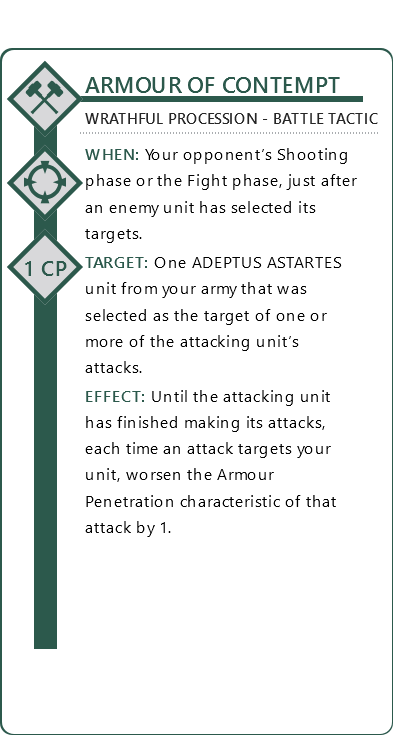 ARMOUR OF CONTEMPT
WRATHFUL PROCESSION - BATTLE TACTIC
WHEN: Your opponent's Shooting
phase or the Fight phase, just after
an enemy unit has selected its
targets.
1 CP
TARGET: One ADEPTUS ASTARTES
unit from your army that was
selected as the target of one or
more of the attacking unit's
attacks.
EFFECT: Until the attacking unit
has finished making its attacks,
each time an attack targets your
unit, worsen the Armour
Penetration characteristic of that
attack by 1.